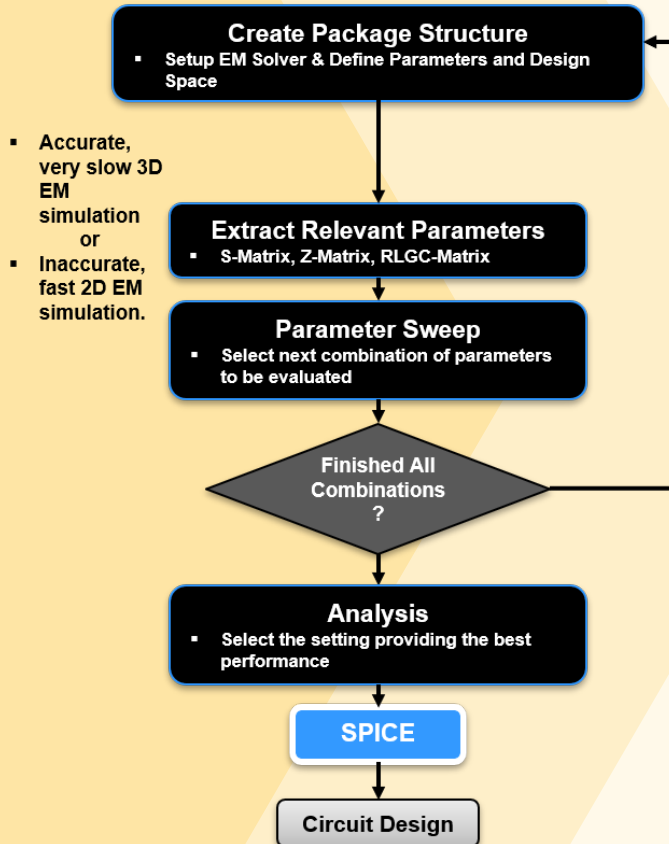 Create Package Structure
▪ Setup EM Solver & Define Parameters and Design
Space
▪ Accurate,
very slow 3D
EM
simulation
or
▪ Inaccurate,
fast 2D EM
simulation.
Extract Relevant Parameters
▪ S-Matrix, Z-Matrix, RLGC-Matrix
Parameter Sweep
▪ Select next combination of parameters
to be evaluated
Finished All
Combinations
?
Analysis
▪ Select the setting providing the best
performance
SPICE
Circuit Design